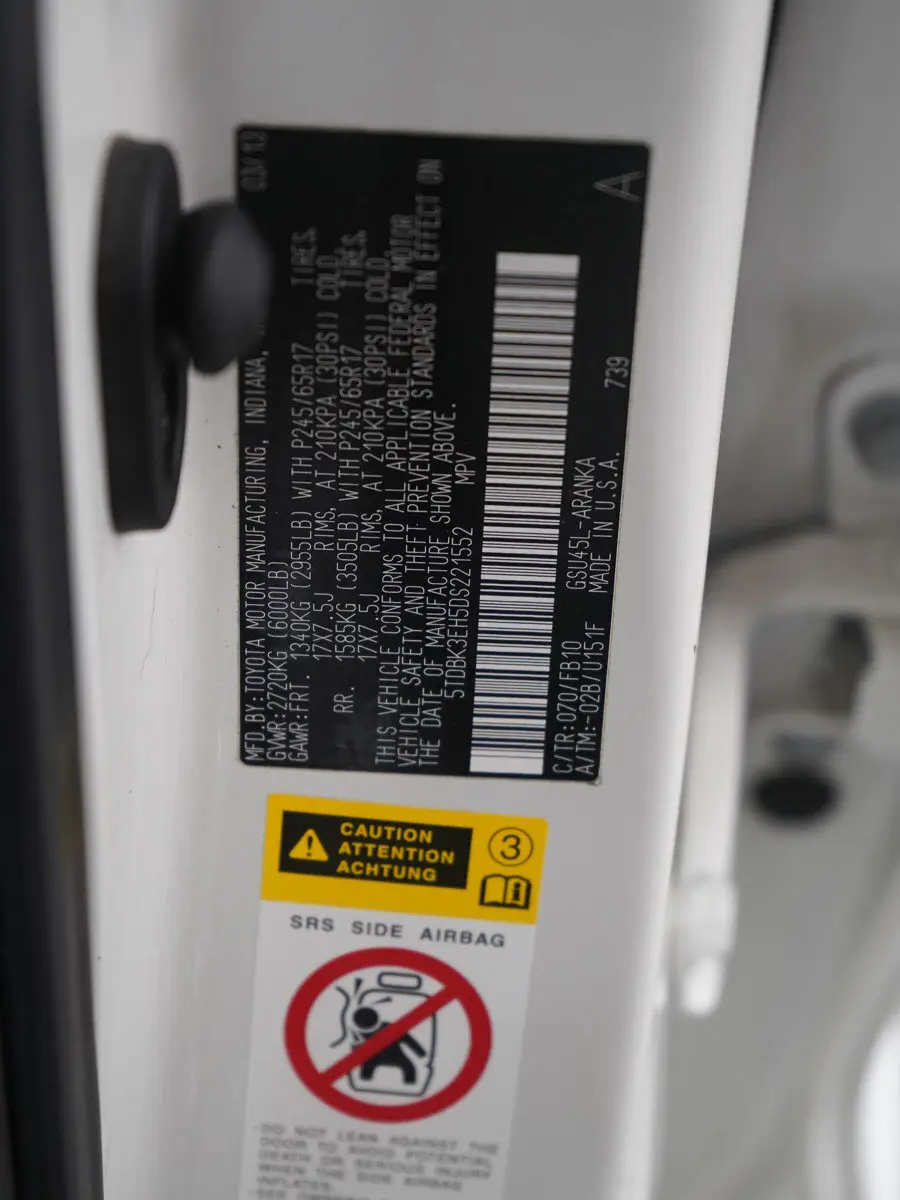 MFD.BY:TOYOTA MOTOR MANUFACTURING, INDIANA, 03/13
GVWR:2720KG (6000LB)
GAWR:FRT. 1340KG (2955LB) WITH P245/65R17 TIRES,
17X7.5J RIMS, AT 210KPA (30PSI) COLD
RR. 1585KG (3505LB) WITH P245/65R17 TIRES,
17X7.5J RIMS, AT 210KPA (30PSI) COLD
THIS VEHICLE CONFORMS TO ALL APPLICABLE FEDERAL MOTOR
VEHICLE SAFETY AND THEFT PREVENTION STANDARDS IN EFFECT ON
THE DATE OF MANUFACTURE SHOWN ABOVE.
5TDBK3EH5DS221552 MPV
C/TR:070/FB10 GSU45L-ARANKA A
A/TM:-02B/U151F MADE IN U.S.A. 739
CAUTION
ATTENTION
ACHTUNG
3
SRS SIDE AIRBAG
-DO NOT LEAN AGAINST THE
DOOR TO AVOID POTENTIAL
DEATH OR SERIOUS INJURY
WHEN THE SIDE AIRBAG
INFLATES.